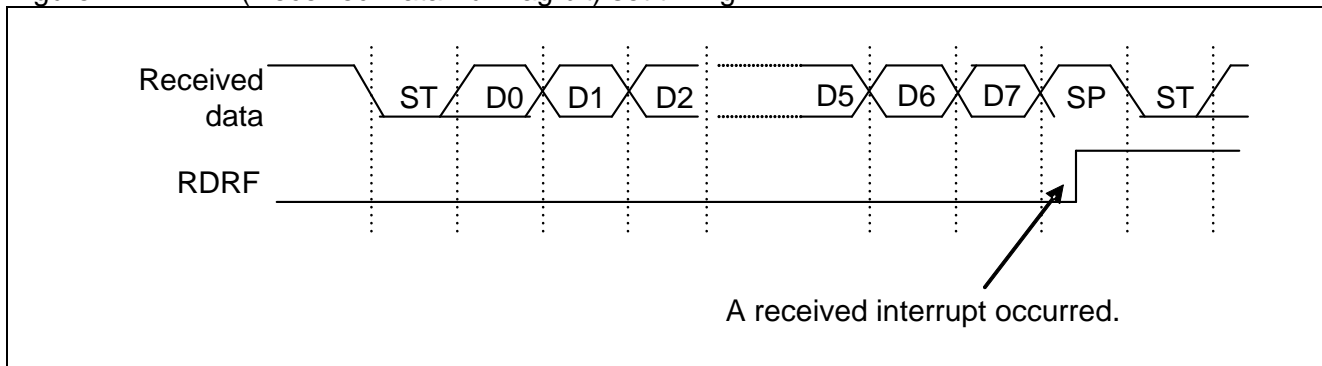 Received data
ST D0 D1 D2 D5 D6 D7 SP ST
RDRF
A received interrupt occurred.